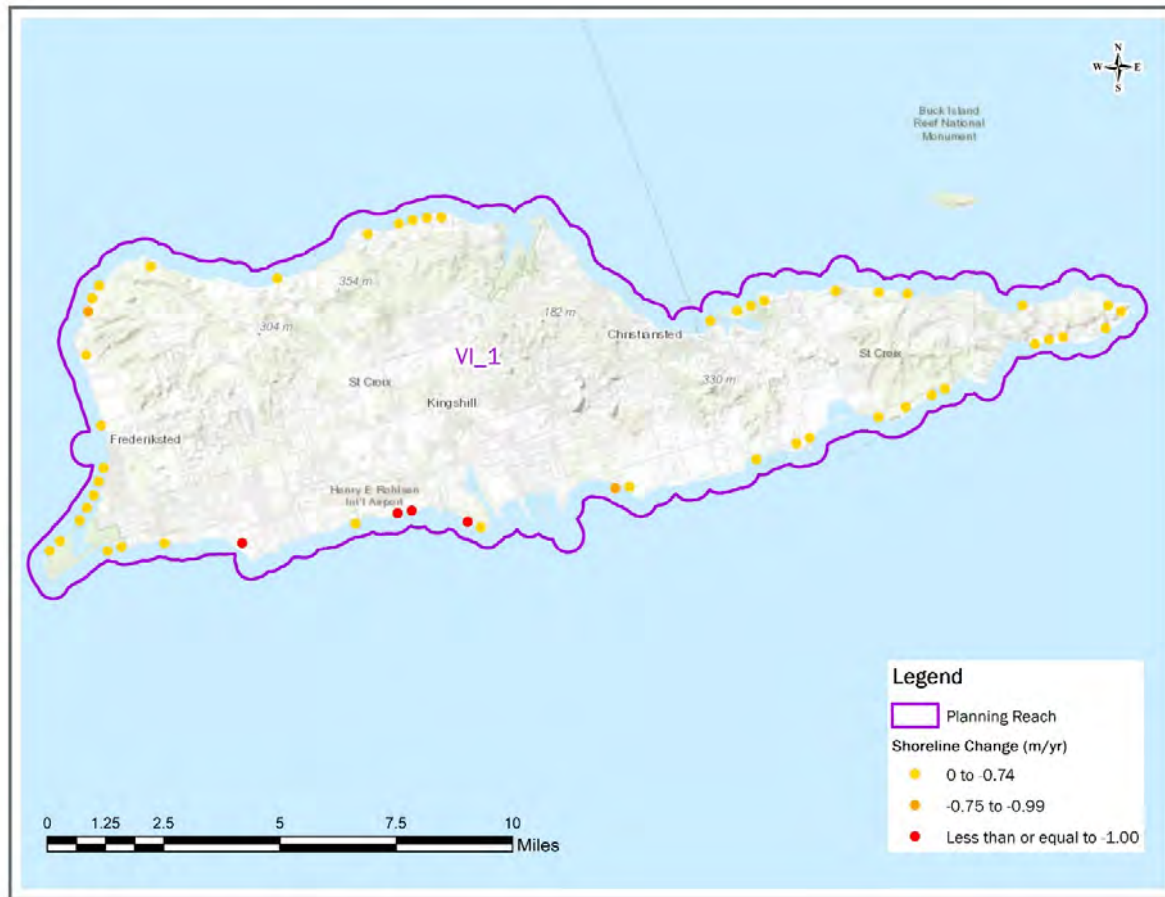 N
W E
S
Buck Island
Reef National
Monument
354 m
304 m
182 m
Christiansted
VI_1
St Croix
330 m
St Croix
Kingshill
Frederiksted
Henry E Rohlsen
Int'l Airport
Legend
Planning Reach
Shoreline Change (m/yr)
0 to -0.74
-0.75 to -0.99
Less than or equal to -1.00
0 1.25 2.5 5 7.5 10
Miles